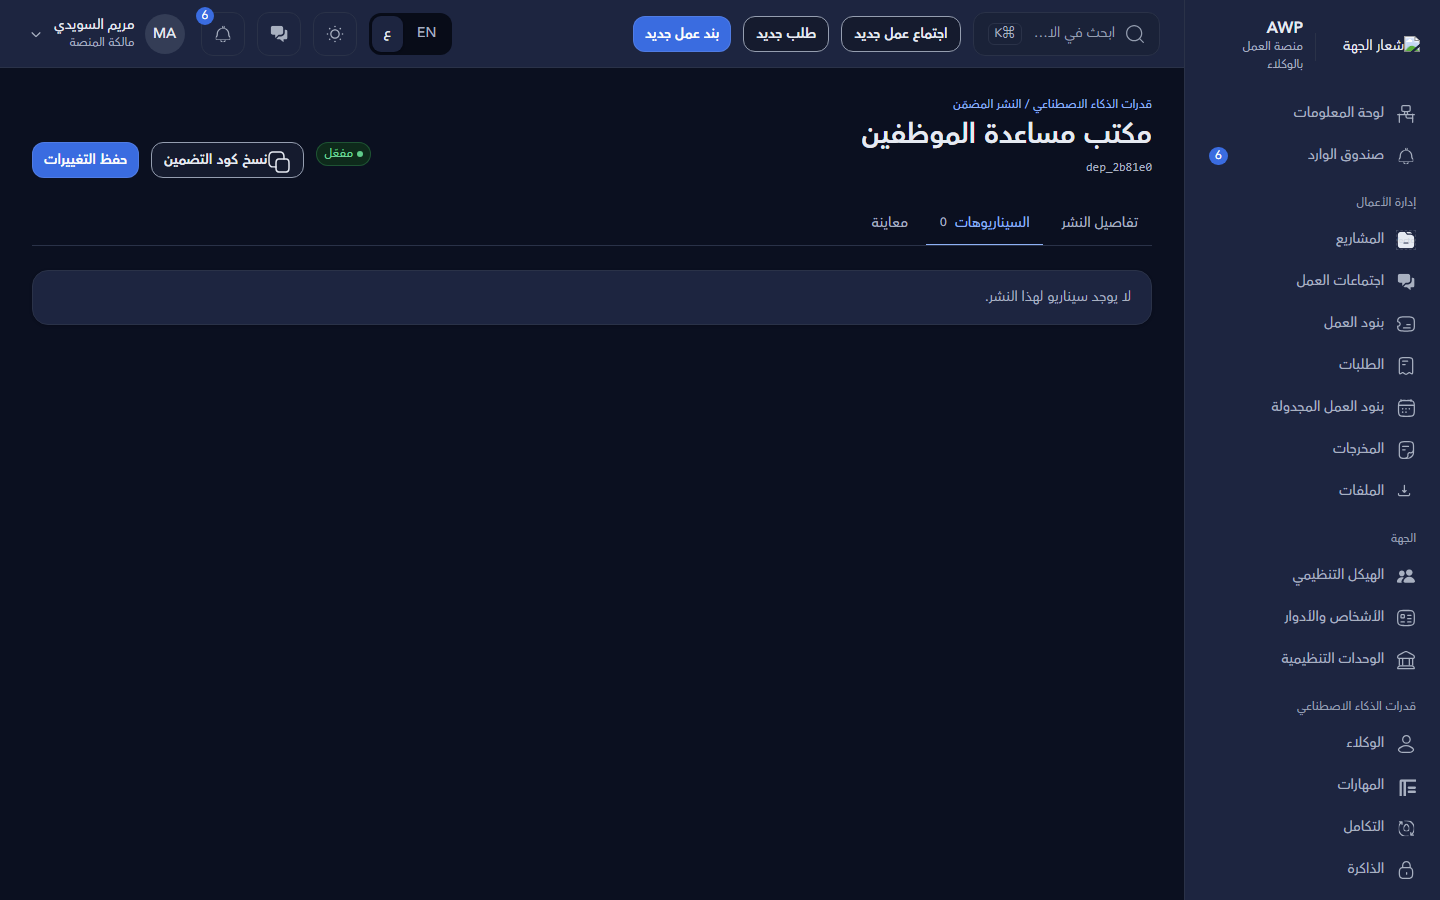 شعار الجهة
AWP
منصة العمل
بالوكلاء
لوحة المعلومات
صندوق الوارد
6
إدارة الأعمال
المشاريع
اجتماعات العمل
بنود العمل
الطلبات
بنود العمل المجدولة
المخرجات
الملفات
الجهة
الهيكل التنظيمي
الأشخاص والأدوار
الوحدات التنظيمية
قدرات الذكاء الاصطناعي
الوكلاء
المهارات
التكامل
الذاكرة
ابحث في الا...
⌘K
اجتماع عمل جديد
طلب جديد
بند عمل جديد
EN
ع
6
MA
مريم السويدي
مالكة المنصة
قدرات الذكاء الاصطناعي / النشر المضمّن
مكتب مساعدة الموظفين
dep_2b81e0
مفعّل
نسخ كود التضمين
حفظ التغييرات
تفاصيل النشر
السيناريوهات 0
معاينة
لا يوجد سيناريو لهذا النشر.